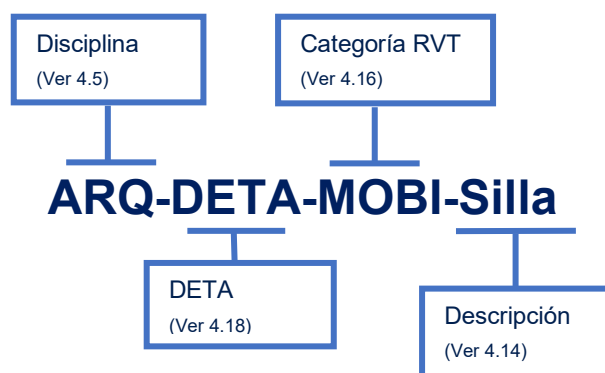 Disciplina
(Ver 4.5)
Categoría RVT
(Ver 4.16)
ARQ-DETA-MOBI-Silla
DETA
(Ver 4.18)
Descripción
(Ver 4.14)